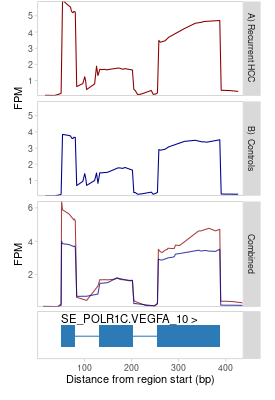 5
4
3
2
1
FPM
A) Recurrent HCC
5
4
3
2
1
B): Controls
6
4
2
FPM
Combined
SE_POLR1C.VEGFA_10 >
100 200 300 400
Distance from region start (bp)